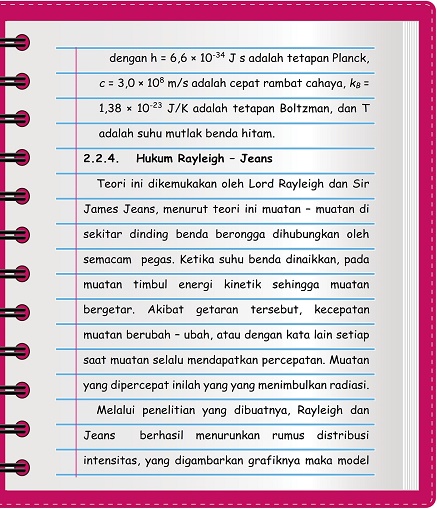 dengan h = 6,6 × 10⁻³⁴ J s adalah tetapan Planck,
c = 3,0 × 10⁸ m/s adalah cepat rambat cahaya, k_B =
1,38 × 10⁻²³ J/K adalah tetapan Boltzman, dan T
adalah suhu mutlak benda hitam.
2.2.4. Hukum Rayleigh – Jeans
Teori ini dikemukakan oleh Lord Rayleigh dan Sir
James Jeans, menurut teori ini muatan – muatan di
sekitar dinding benda berongga dihubungkan oleh
semacam pegas. Ketika suhu benda dinaikkan, pada
muatan timbul energi kinetik sehingga muatan
bergetar. Akibat getaran tersebut, kecepatan
muatan berubah – ubah, atau dengan kata lain setiap
saat muatan selalu mendapatkan percepatan. Muatan
yang dipercepat inilah yang yang menimbulkan radiasi.
Melalui penelitian yang dibuatnya, Rayleigh dan
Jeans berhasil menurunkan rumus distribusi
intensitas, yang digambarkan grafiknya maka model